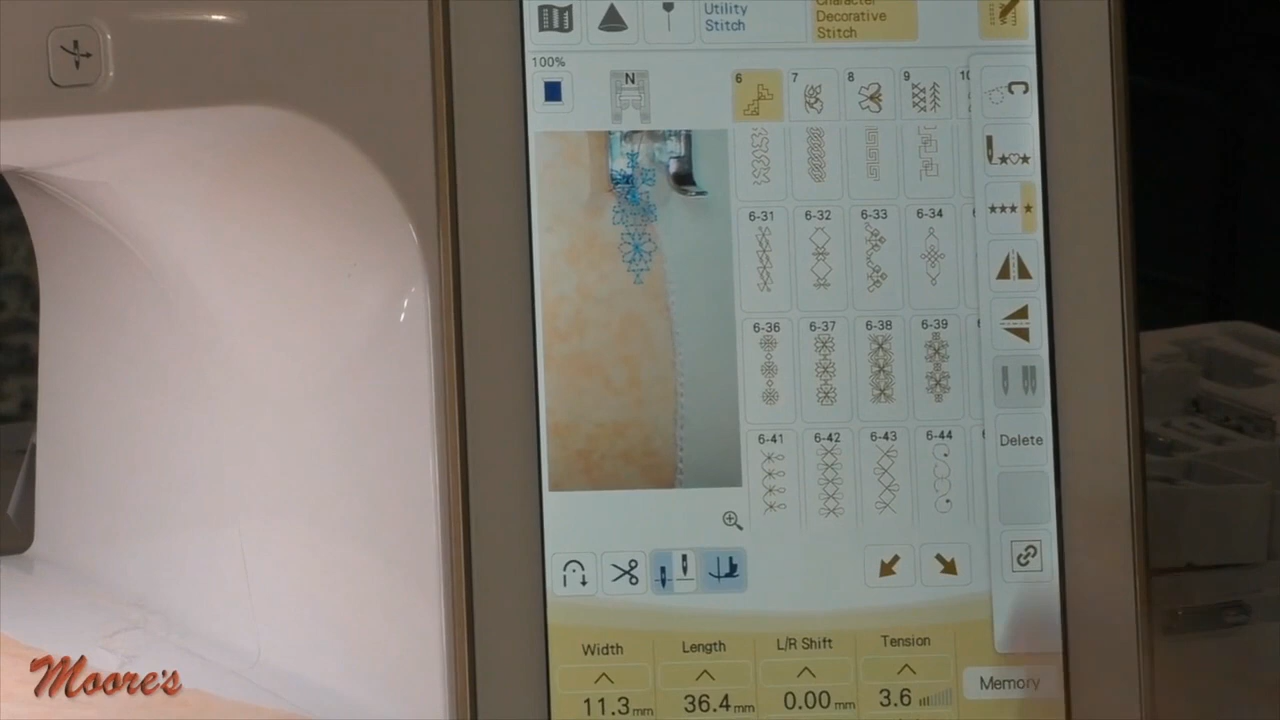 Utility
Stitch
Character
Decorative
Stitch
100%
N
6
7
8
9
10
6-31
6-32
6-33
6-34
6-36
6-37
6-38
6-39
6-41
6-42
6-43
6-44
Delete
Width
Length
L/R Shift
Tension
11.3 mm
36.4 mm
0.00 mm
3.6
Memory
Moore's